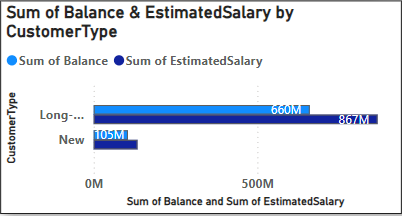 Sum of Balance & EstimatedSalary by
CustomerType
Sum of Balance Sum of EstimatedSalary
CustomerType
Long-...
660M
867M
New
105M
0M 500M
Sum of Balance and Sum of EstimatedSalary